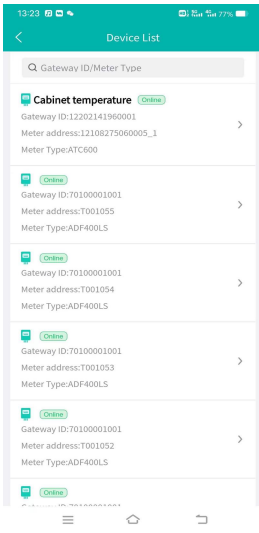 13:23 77%
Device List
Gateway ID/Meter Type
Cabinet temperature Online
Gateway ID:12202141960001
Meter address:12108275060005_1
Meter Type:ATC600
Online
Gateway ID:70100001001
Meter address:T001055
Meter Type:ADF400LS
Online
Gateway ID:70100001001
Meter address:T001054
Meter Type:ADF400LS
Online
Gateway ID:70100001001
Meter address:T001053
Meter Type:ADF400LS
Online
Gateway ID:70100001001
Meter address:T001052
Meter Type:ADF400LS
Online